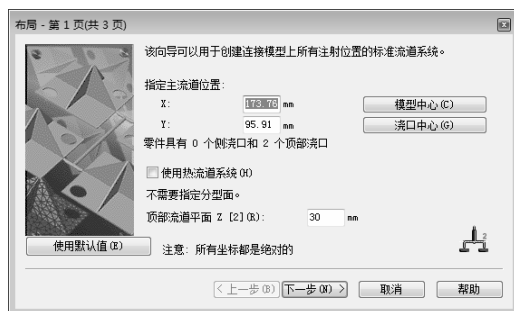 布局 - 第 1 页(共 3 页)
该向导可以用于创建连接模型上所有注射位置的标准流道系统。
指定主流道位置:
X: 173.76 mm 模型中心(C)
Y: 95.91 mm 浇口中心(G)
零件具有 0 个侧浇口和 2 个顶部浇口
使用热流道系统(H)
不需要指定分型面。
顶部流道平面 Z [2](R): 30 mm
2
使用默认值(E) 注意: 所有坐标都是绝对的
< 上一步(B) 下一步(N) > 取消 帮助